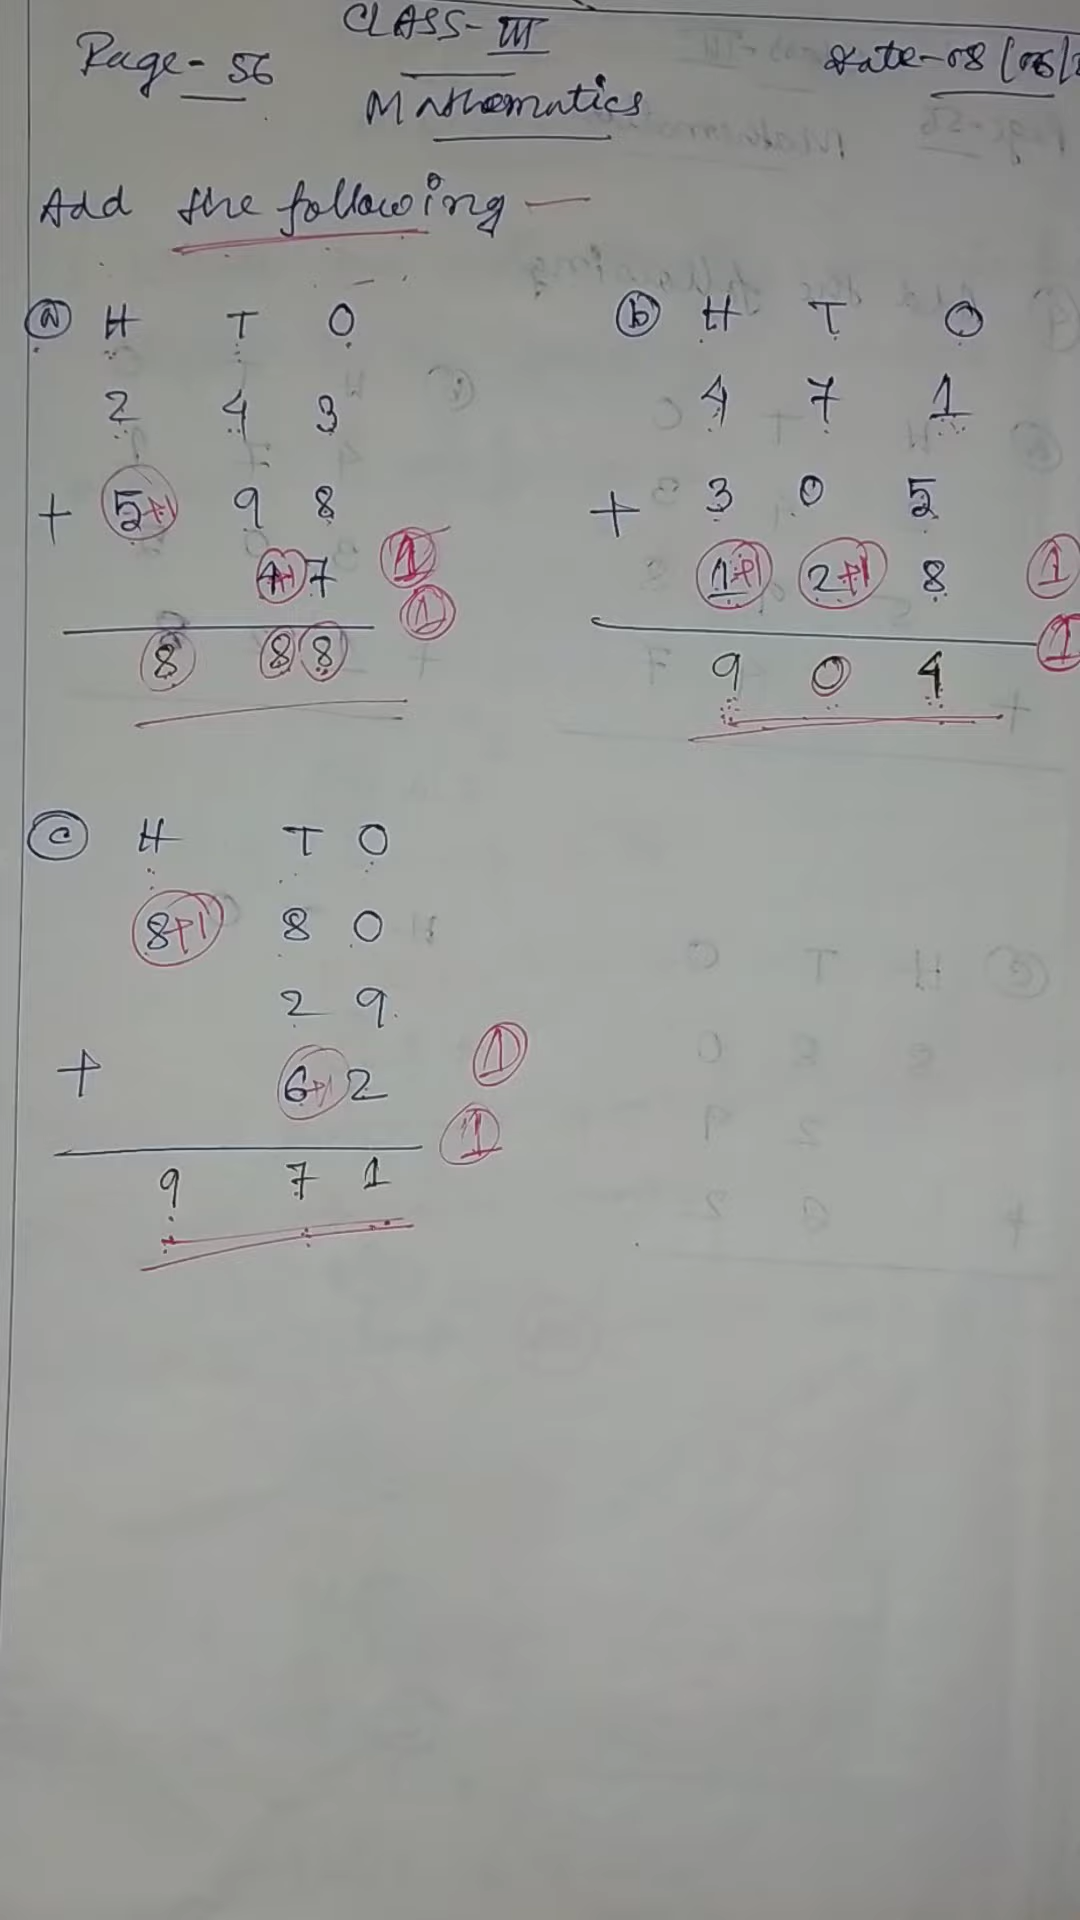 CLASS-III
Page-56 Date-08/06/
Mathematics
Add the following —
(a) H T O
2 4 3
+ 5+1 9 8
4+1 7 1
1
8 8 8
(b) H T O
4 7 1
+ 3 0 5
1+1 2+1 8 1
1
9 0 4
(c) H T O
8+1 8 0
2 9
+ 6+1 2 1
1
9 7 1